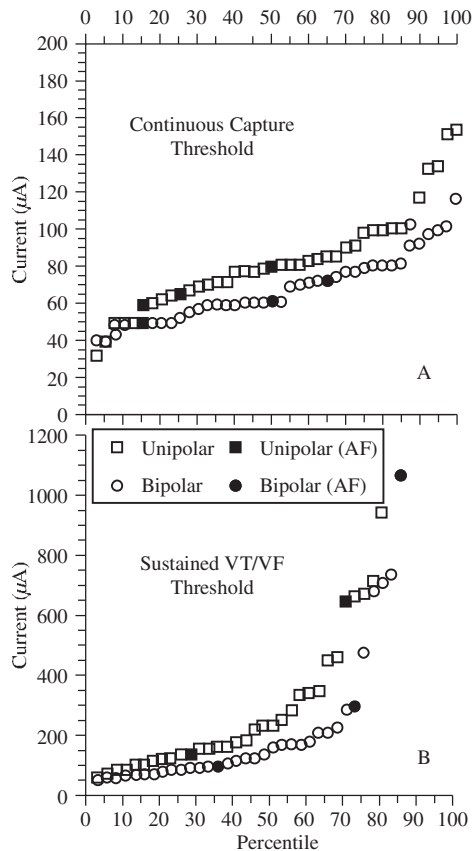 0 10 20 30 40 50 60 70 80 90 100
200
180
160
140
120
100
80
60
40
20
0
Current (μA)
Continuous Capture
Threshold
A
1200
1000
800
600
400
200
0
Current (μA)
Unipolar Unipolar (AF)
Bipolar Bipolar (AF)
Sustained VT/VF
Threshold
B
0 10 20 30 40 50 60 70 80 90 100
Percentile